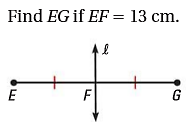 Find EG if EF = 13 cm.
ℓ
E F G